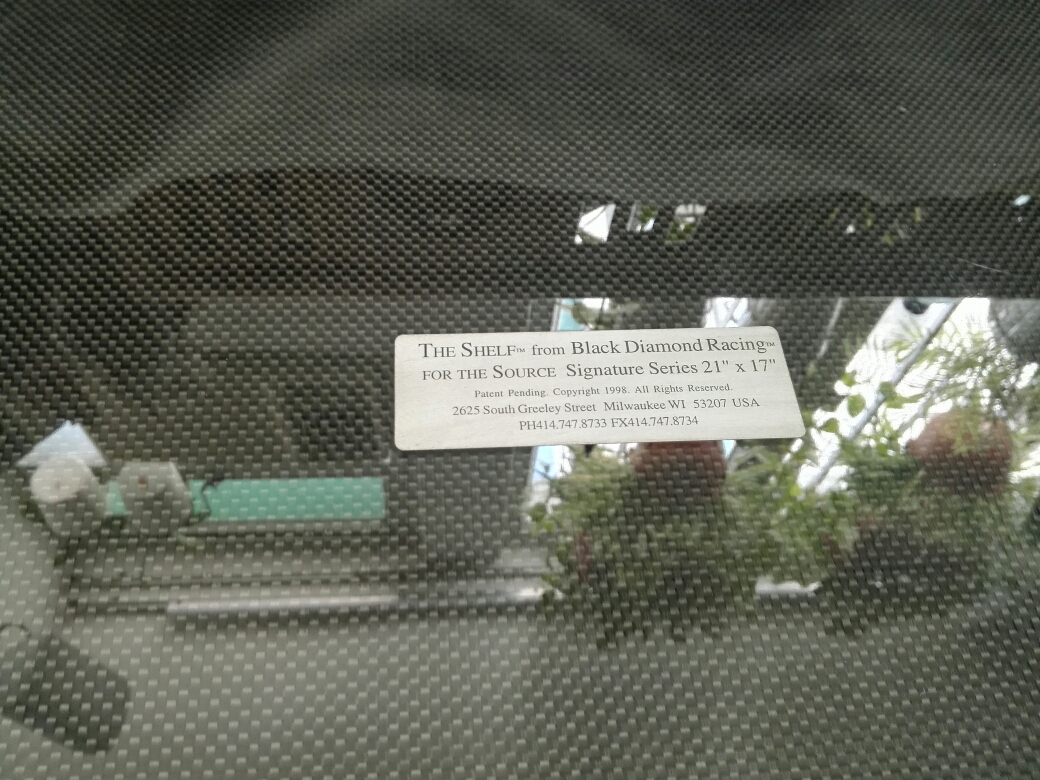 THE SHELF™ from Black Diamond Racing™
FOR THE SOURCE Signature Series 21" x 17"
Patent Pending. Copyright 1998. All Rights Reserved.
2625 South Greeley Street Milwaukee WI 53207 USA
PH414.747.8733 FX414.747.8734